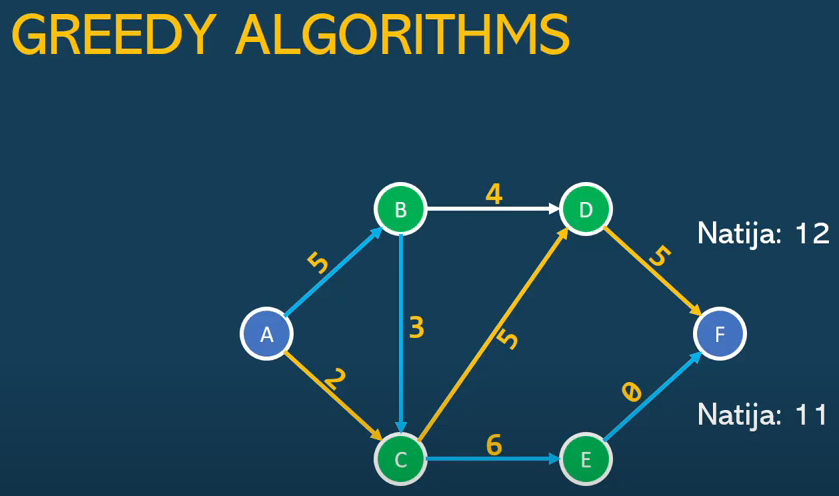 GREEDY ALGORITHMS
B
4
D
Natija: 12
5
5
A
3
5
F
2
0
Natija: 11
C
6
E